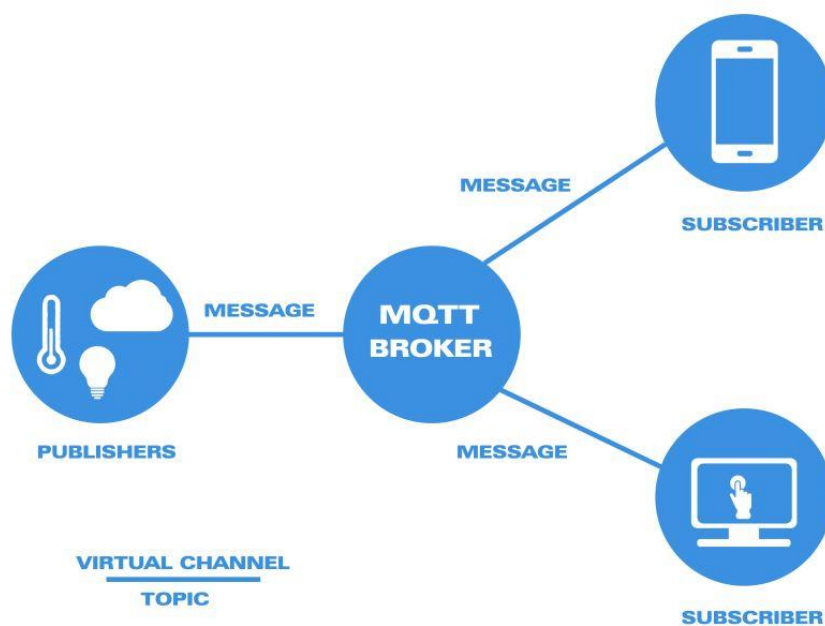 MESSAGE
SUBSCRIBER
MESSAGE
MQTT
BROKER
PUBLISHERS
MESSAGE
VIRTUAL CHANNEL
TOPIC
SUBSCRIBER